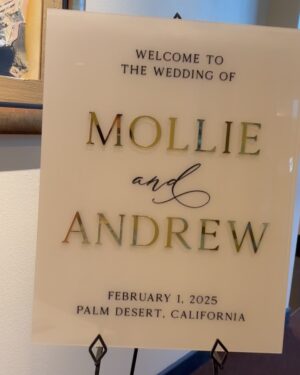 WELCOME TO
THE WEDDING OF
MOLLIE
and
ANDREW
FEBRUARY 1, 2025
PALM DESERT, CALIFORNIA